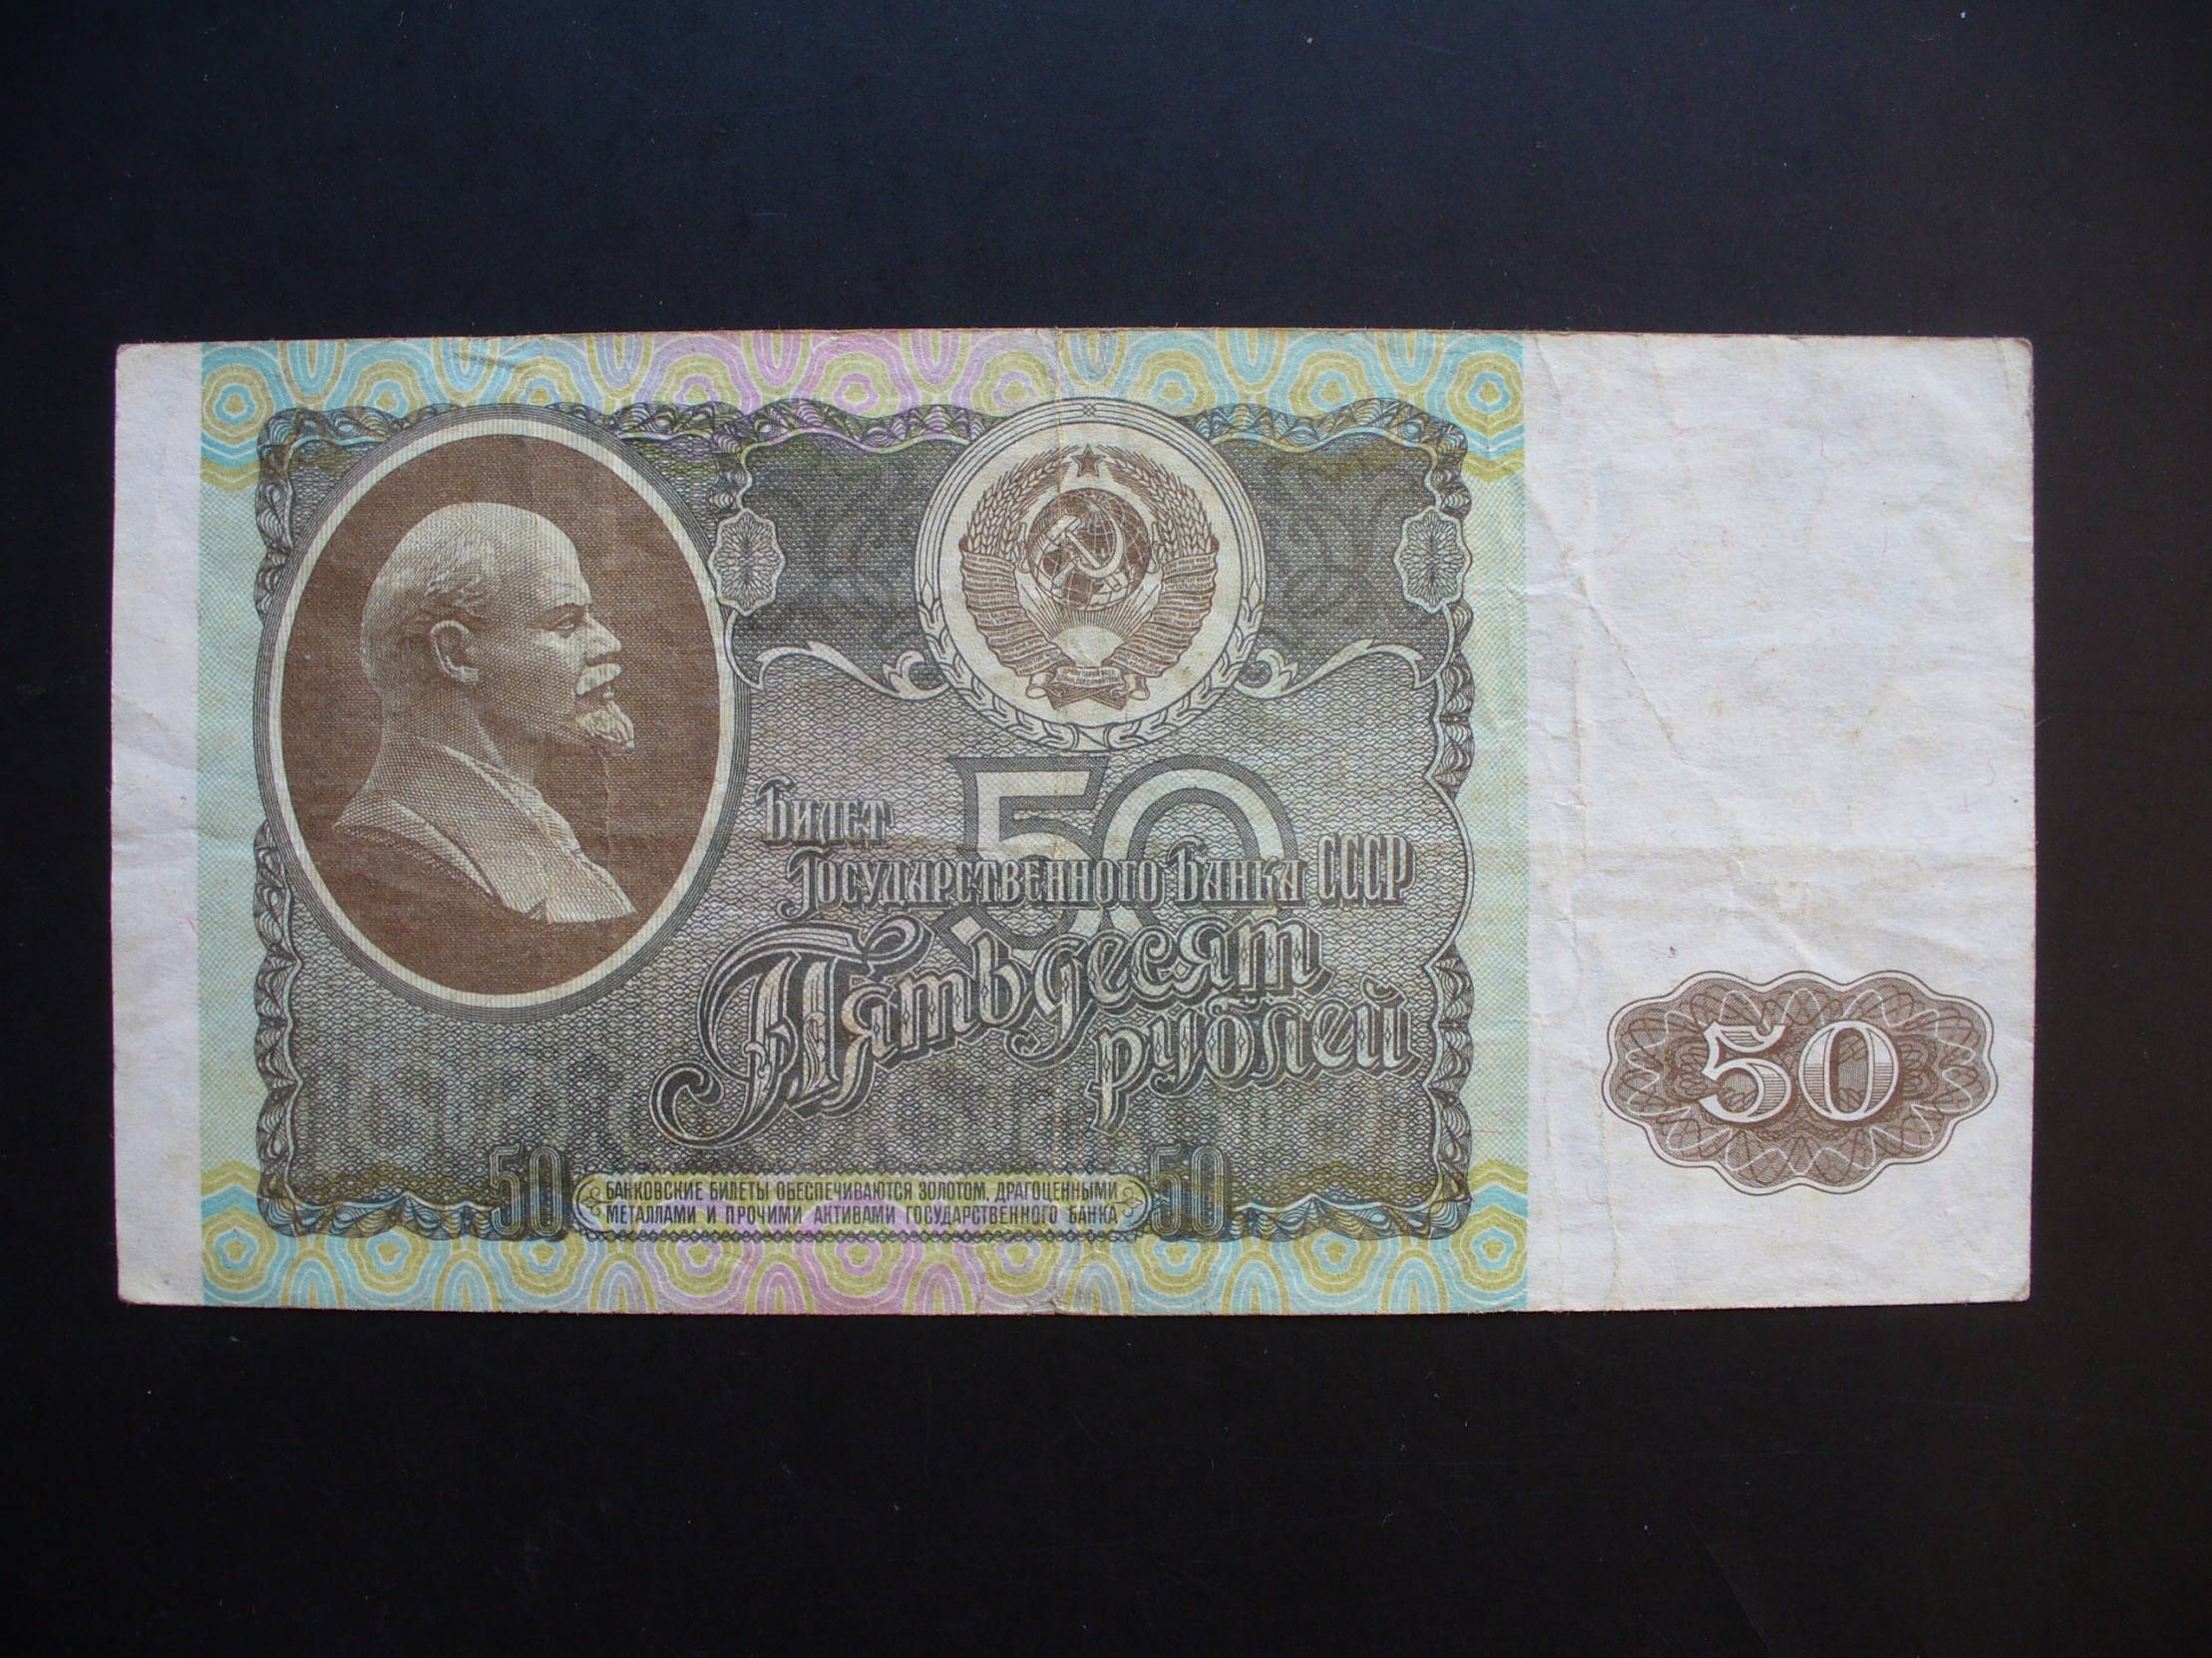 50
Билет
Государственного Банка СССР
Пятьдесят
рублей
50
50
БАНКОВСКИЕ БИЛЕТЫ ОБЕСПЕЧИВАЮТСЯ ЗОЛОТОМ, ДРАГОЦЕННЫМИ
МЕТАЛЛАМИ И ПРОЧИМИ АКТИВАМИ ГОСУДАРСТВЕННОГО БАНКА
50